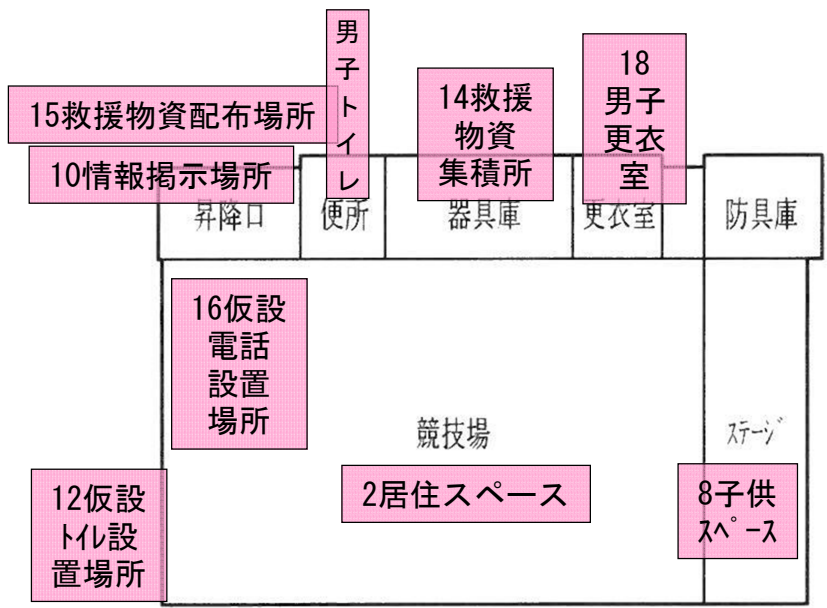 男
子
ト
イ
レ
18
男子
更衣
室
14救援
物資
集積所
15救援物資配布場所
10情報掲示場所
昇降口
便所
器具庫
更衣室
防具庫
16仮設
電話
設置
場所
競技場
ステージ
2居住スペース
8子供
スペース
12仮設
トイレ設
置場所